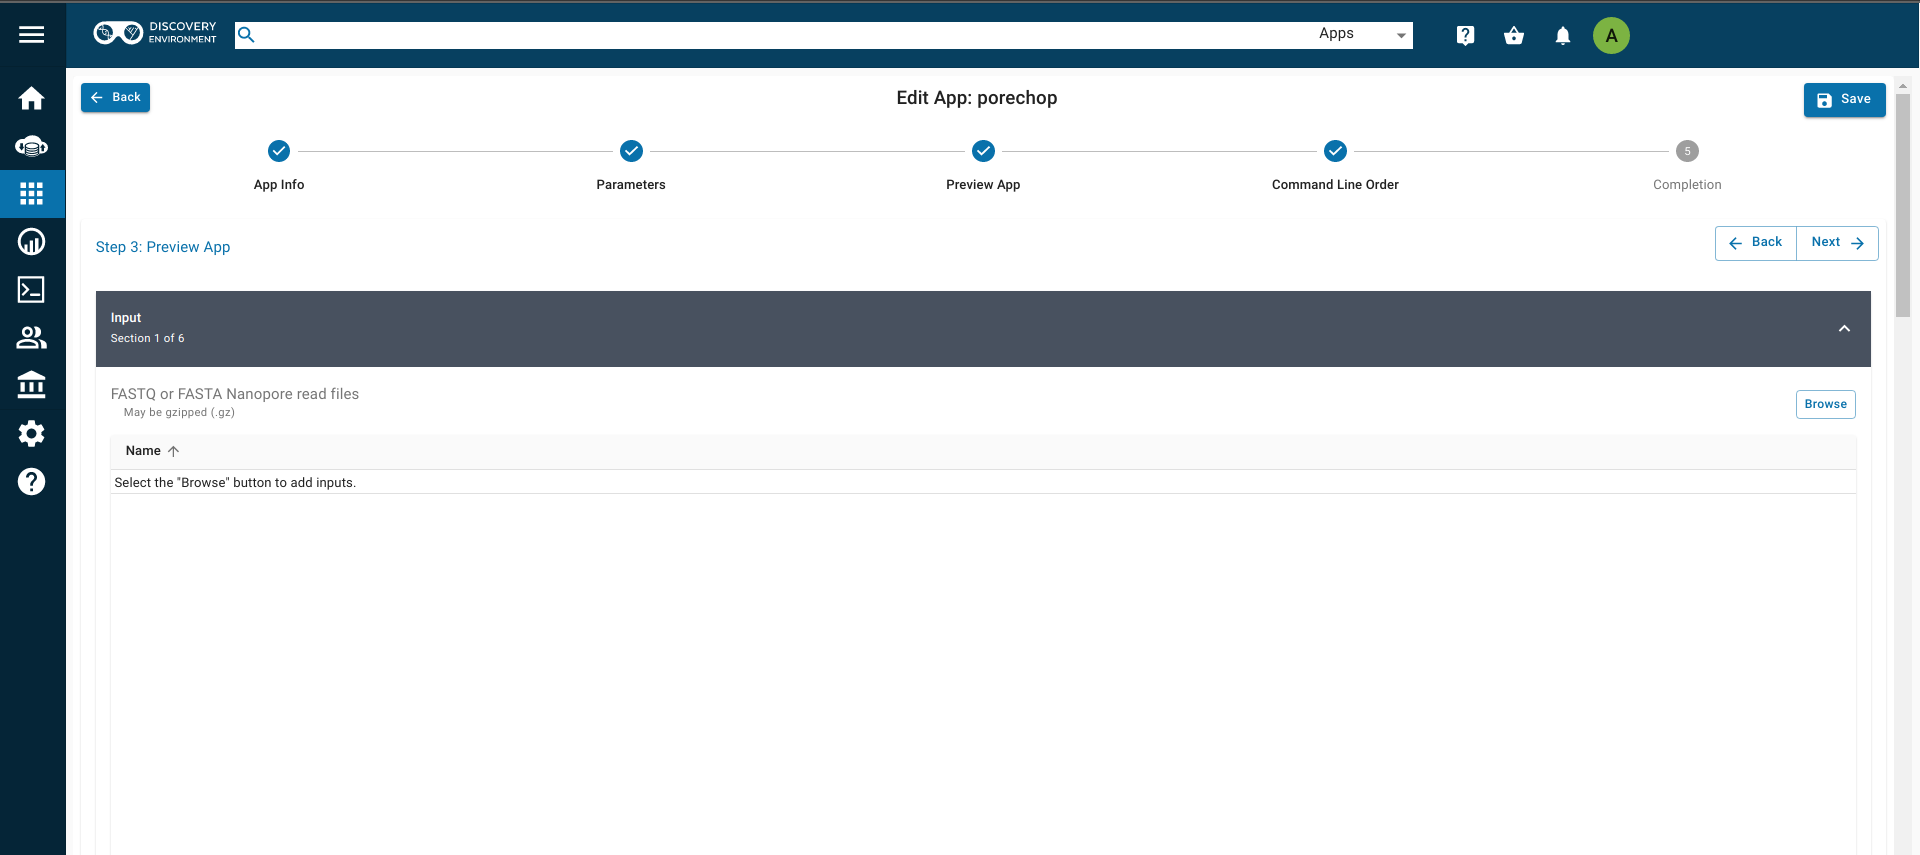 DISCOVERY
ENVIRONMENT
Apps
A
Back
Edit App: porechop
Save
5
App Info
Parameters
Preview App
Command Line Order
Completion
Step 3: Preview App
Back
Next
Input
Section 1 of 6
FASTQ or FASTA Nanopore read files
May be gzipped (.gz)
Browse
Name
Select the "Browse" button to add inputs.